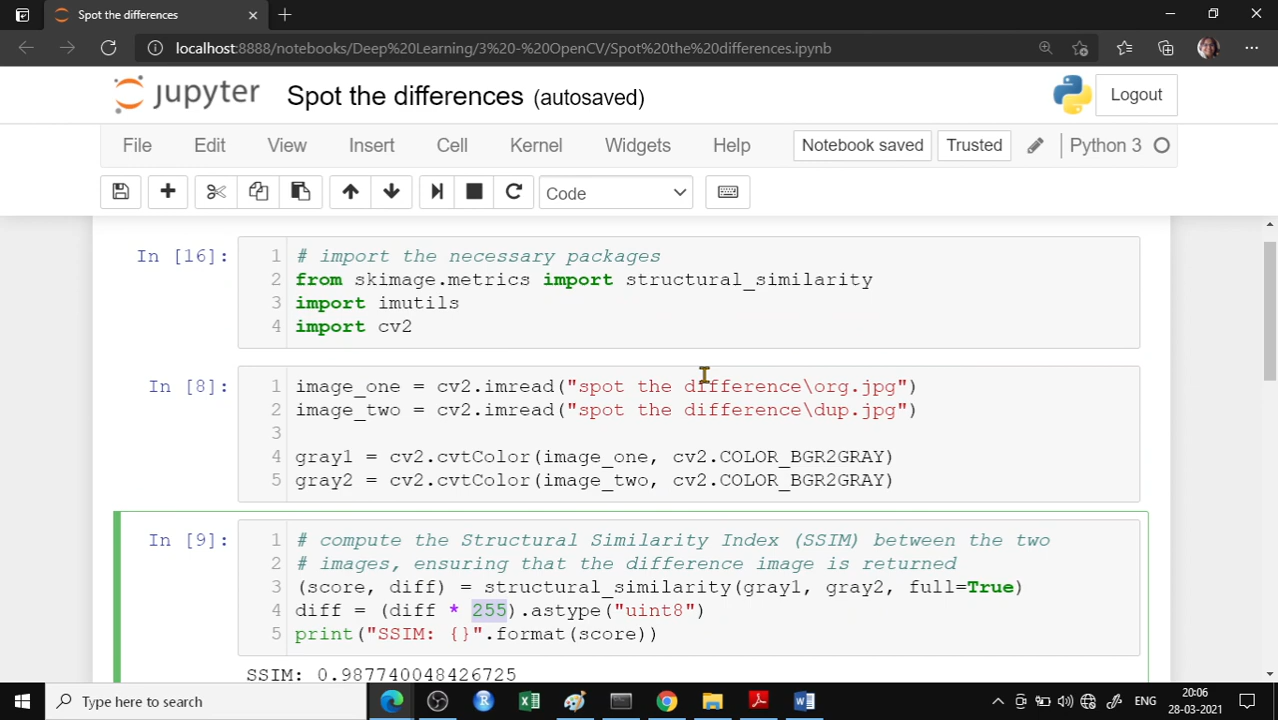 Spot the differences
localhost:8888/notebooks/Deep%20Learning/3%20-%20OpenCV/Spot%20the%20differences.ipynb
jupyter Spot the differences (autosaved) Logout
File Edit View Insert Cell Kernel Widgets Help Notebook saved Trusted Python 3
Code
In [16]: 1 # import the necessary packages
2 from skimage.metrics import structural_similarity
3 import imutils
4 import cv2
In [8]: 1 image_one = cv2.imread("spot the difference\org.jpg")
2 image_two = cv2.imread("spot the difference\dup.jpg")
3
4 gray1 = cv2.cvtColor(image_one, cv2.COLOR_BGR2GRAY)
5 gray2 = cv2.cvtColor(image_two, cv2.COLOR_BGR2GRAY)
In [9]: 1 # compute the Structural Similarity Index (SSIM) between the two
2 # images, ensuring that the difference image is returned
3 (score, diff) = structural_similarity(gray1, gray2, full=True)
4 diff = (diff * 255).astype("uint8")
5 print("SSIM: {}".format(score))
SSIM: 0.987740048426725
Type here to search
ENG
20:06
28-03-2021